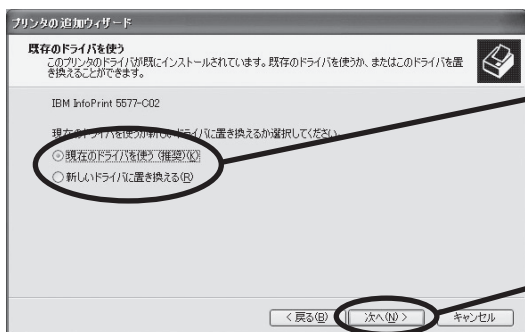 プリンタの追加ウィザード
既存のドライバを使う
このプリンタのドライバが既にインストールされています。既存のドライバを使うか、またはこのドライバを置
き換えることができます。
IBM InfoPrint 5577-C02
現在のドライバを使うか新しいドライバに置き換えるか選択してください。
現在のドライバを使う (推奨)(K)
新しいドライバに置き換える(R)
< 戻る(B)
次へ(N) >
キャンセル